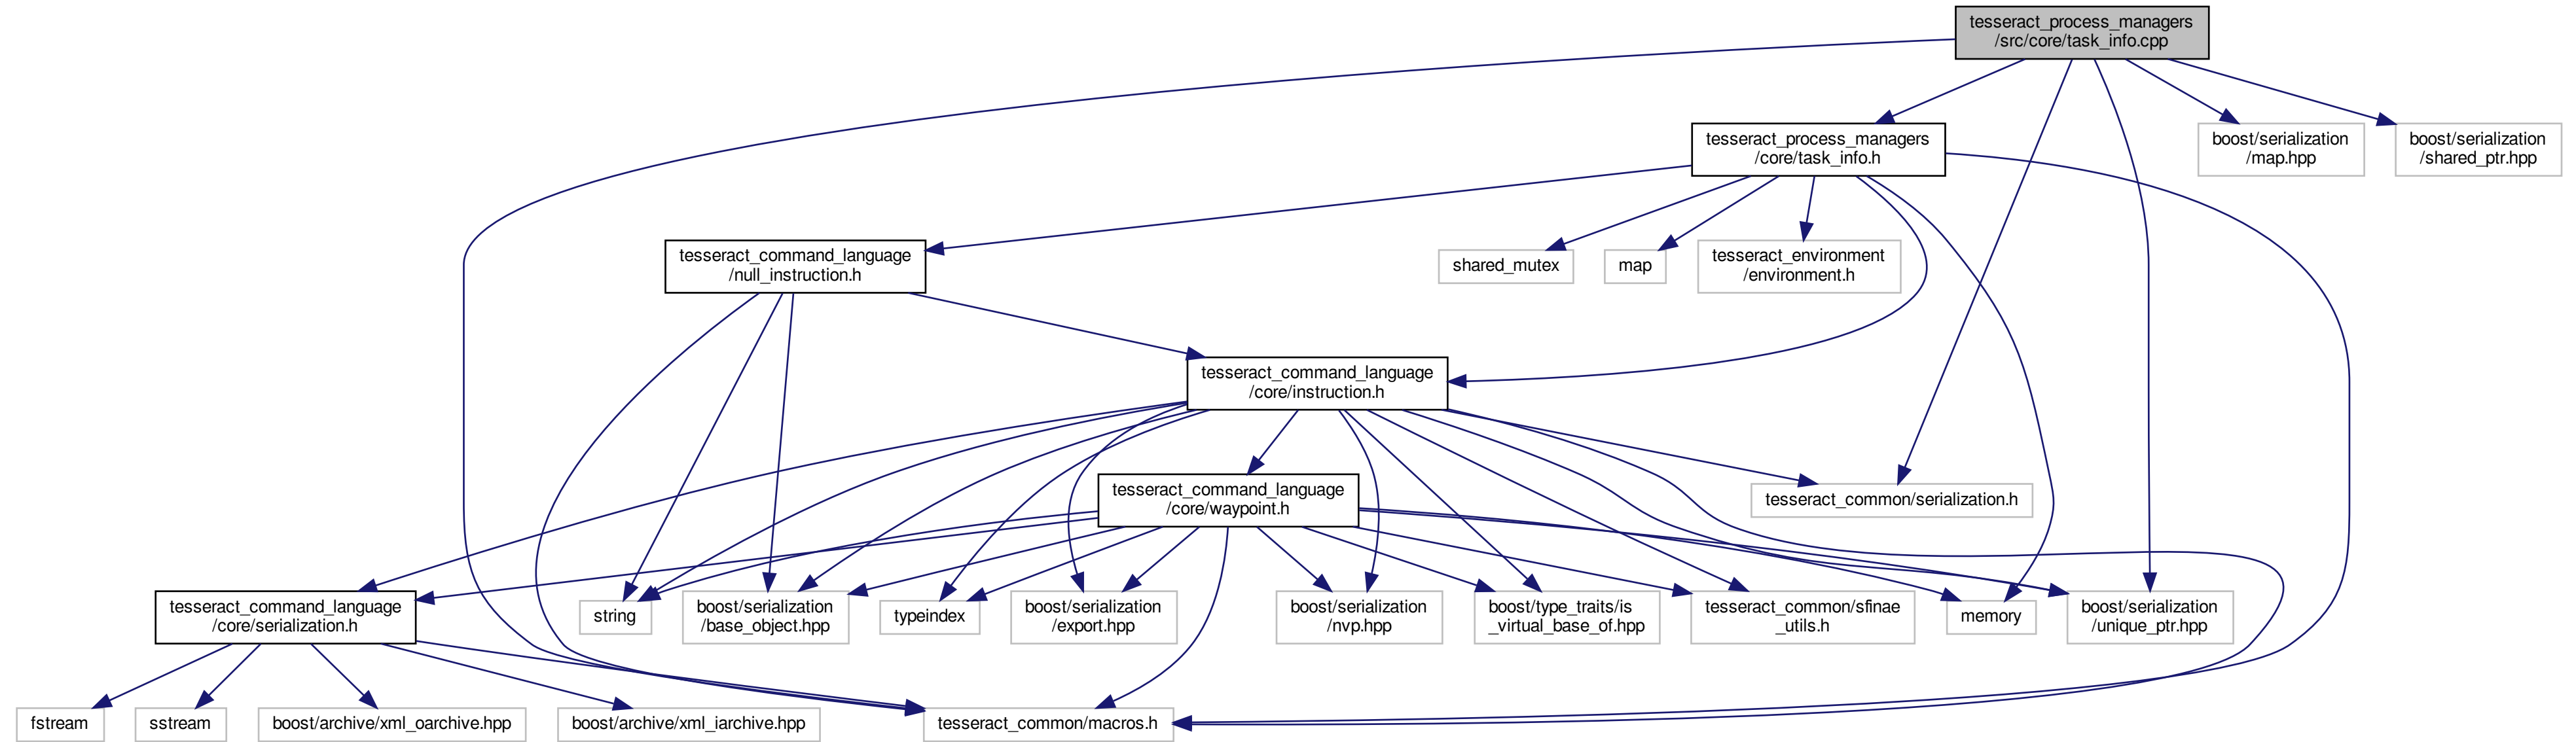 tesseract_process_managers
/src/core/task_info.cpp
tesseract_process_managers
/core/task_info.h
boost/serialization
/map.hpp
boost/serialization
/shared_ptr.hpp
tesseract_command_language
/null_instruction.h
shared_mutex
map
tesseract_environment
/environment.h
tesseract_command_language
/core/instruction.h
tesseract_command_language
/core/waypoint.h
tesseract_common/serialization.h
tesseract_command_language
/core/serialization.h
string
boost/serialization
/base_object.hpp
typeindex
boost/serialization
/export.hpp
boost/serialization
/nvp.hpp
boost/type_traits/is
_virtual_base_of.hpp
tesseract_common/sfinae
_utils.h
memory
boost/serialization
/unique_ptr.hpp
fstream
sstream
boost/archive/xml_oarchive.hpp
boost/archive/xml_iarchive.hpp
tesseract_common/macros.h